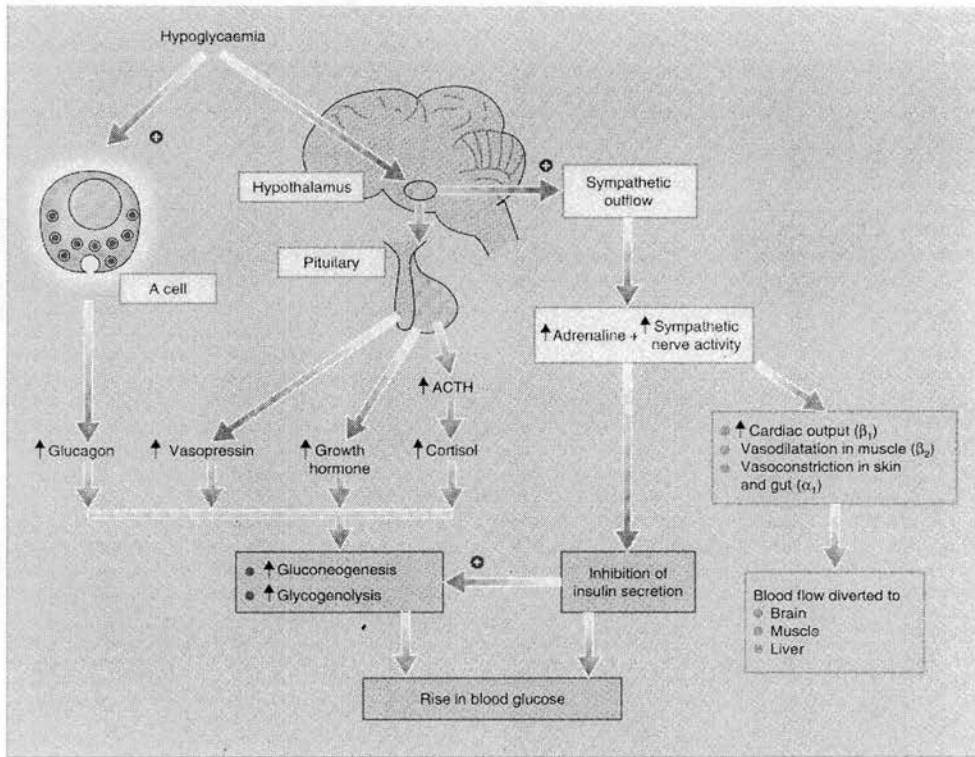 Hypoglycaemia
+
+
Hypothalamus
Sympathetic
outflow
Pituilary
A cell
↑Adrenaline + ↑Sympathetic
nerve activity
↑ACTH
↑Glucagon
↑Vasopressin
↑Growth
hormone
↑Cortisol
↑Cardiac output (β₁)
Vasodilatation in muscle (β₂)
Vasoconstriction in skin
and gut (α₁)
• ↑Gluconeogenesis
• ↑Glycogenolysis
+
Inhibition of
insulin secretion
Blood flow diverted to
Brain
Muscle
Liver
Rise in blood glucose